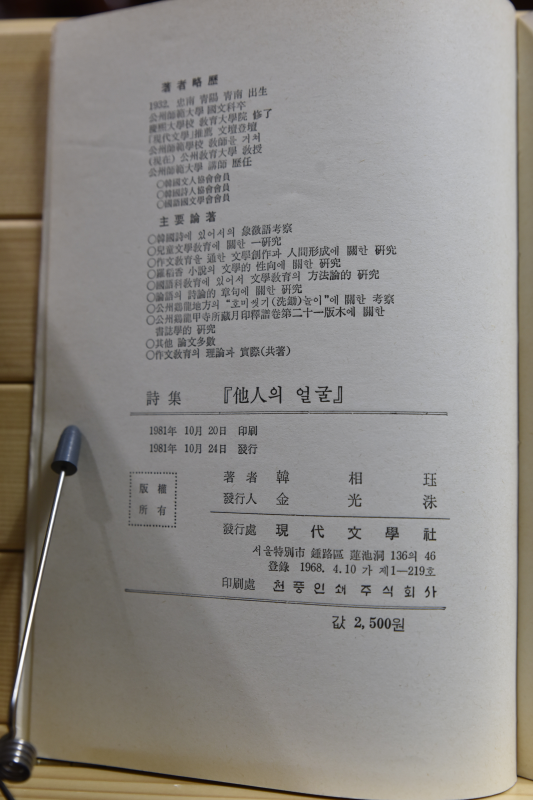 著者略歷
1932. 忠南 靑陽 靑南 出生
公州師範大學 國文科卒
慶熙大學校 敎育大學院 修了
「現代文學」推薦 文壇登壇
公州師範學校 敎師를 거쳐
(現在) 公州敎育大學 敎授
公州師範大學 講師 歷任
○韓國文人協會會員
○韓國詩人協會會員
○國語國文學會會員
主要論著
○韓國詩에 있어서의 象徵語考察
○兒童文學敎育에 關한 一硏究
○作文敎育을 通한 文學創作과 人間形成에 關한 硏究
○羅稻香 小說의 文學的 性向에 關한 硏究
○國語科敎育에 있어서 文學敎育의 方法論的 硏究
○論語의 詩論的 章句에 關한 硏究
○公州鷄龍地方의 "호미씻기(洗鋤)놀이"에 關한 考察
○公州鷄龍甲寺所藏月印釋譜卷第二十一版木에 關한
書誌學的 硏究
○其他 論文多數
○作文敎育의 理論과 實際(共著)
詩集 『他人의 얼굴』
1981年 10月 20日 印刷
1981年 10月 24日 發行
版權
所有
著者 韓相珏
發行人 金光洙
發行處 現代文學社
서울特別市 鍾路區 蓮池洞 136의 46
登錄 1968. 4.10 가 제1—219호
印刷處 천풍인쇄 주식회사
값 2,500원